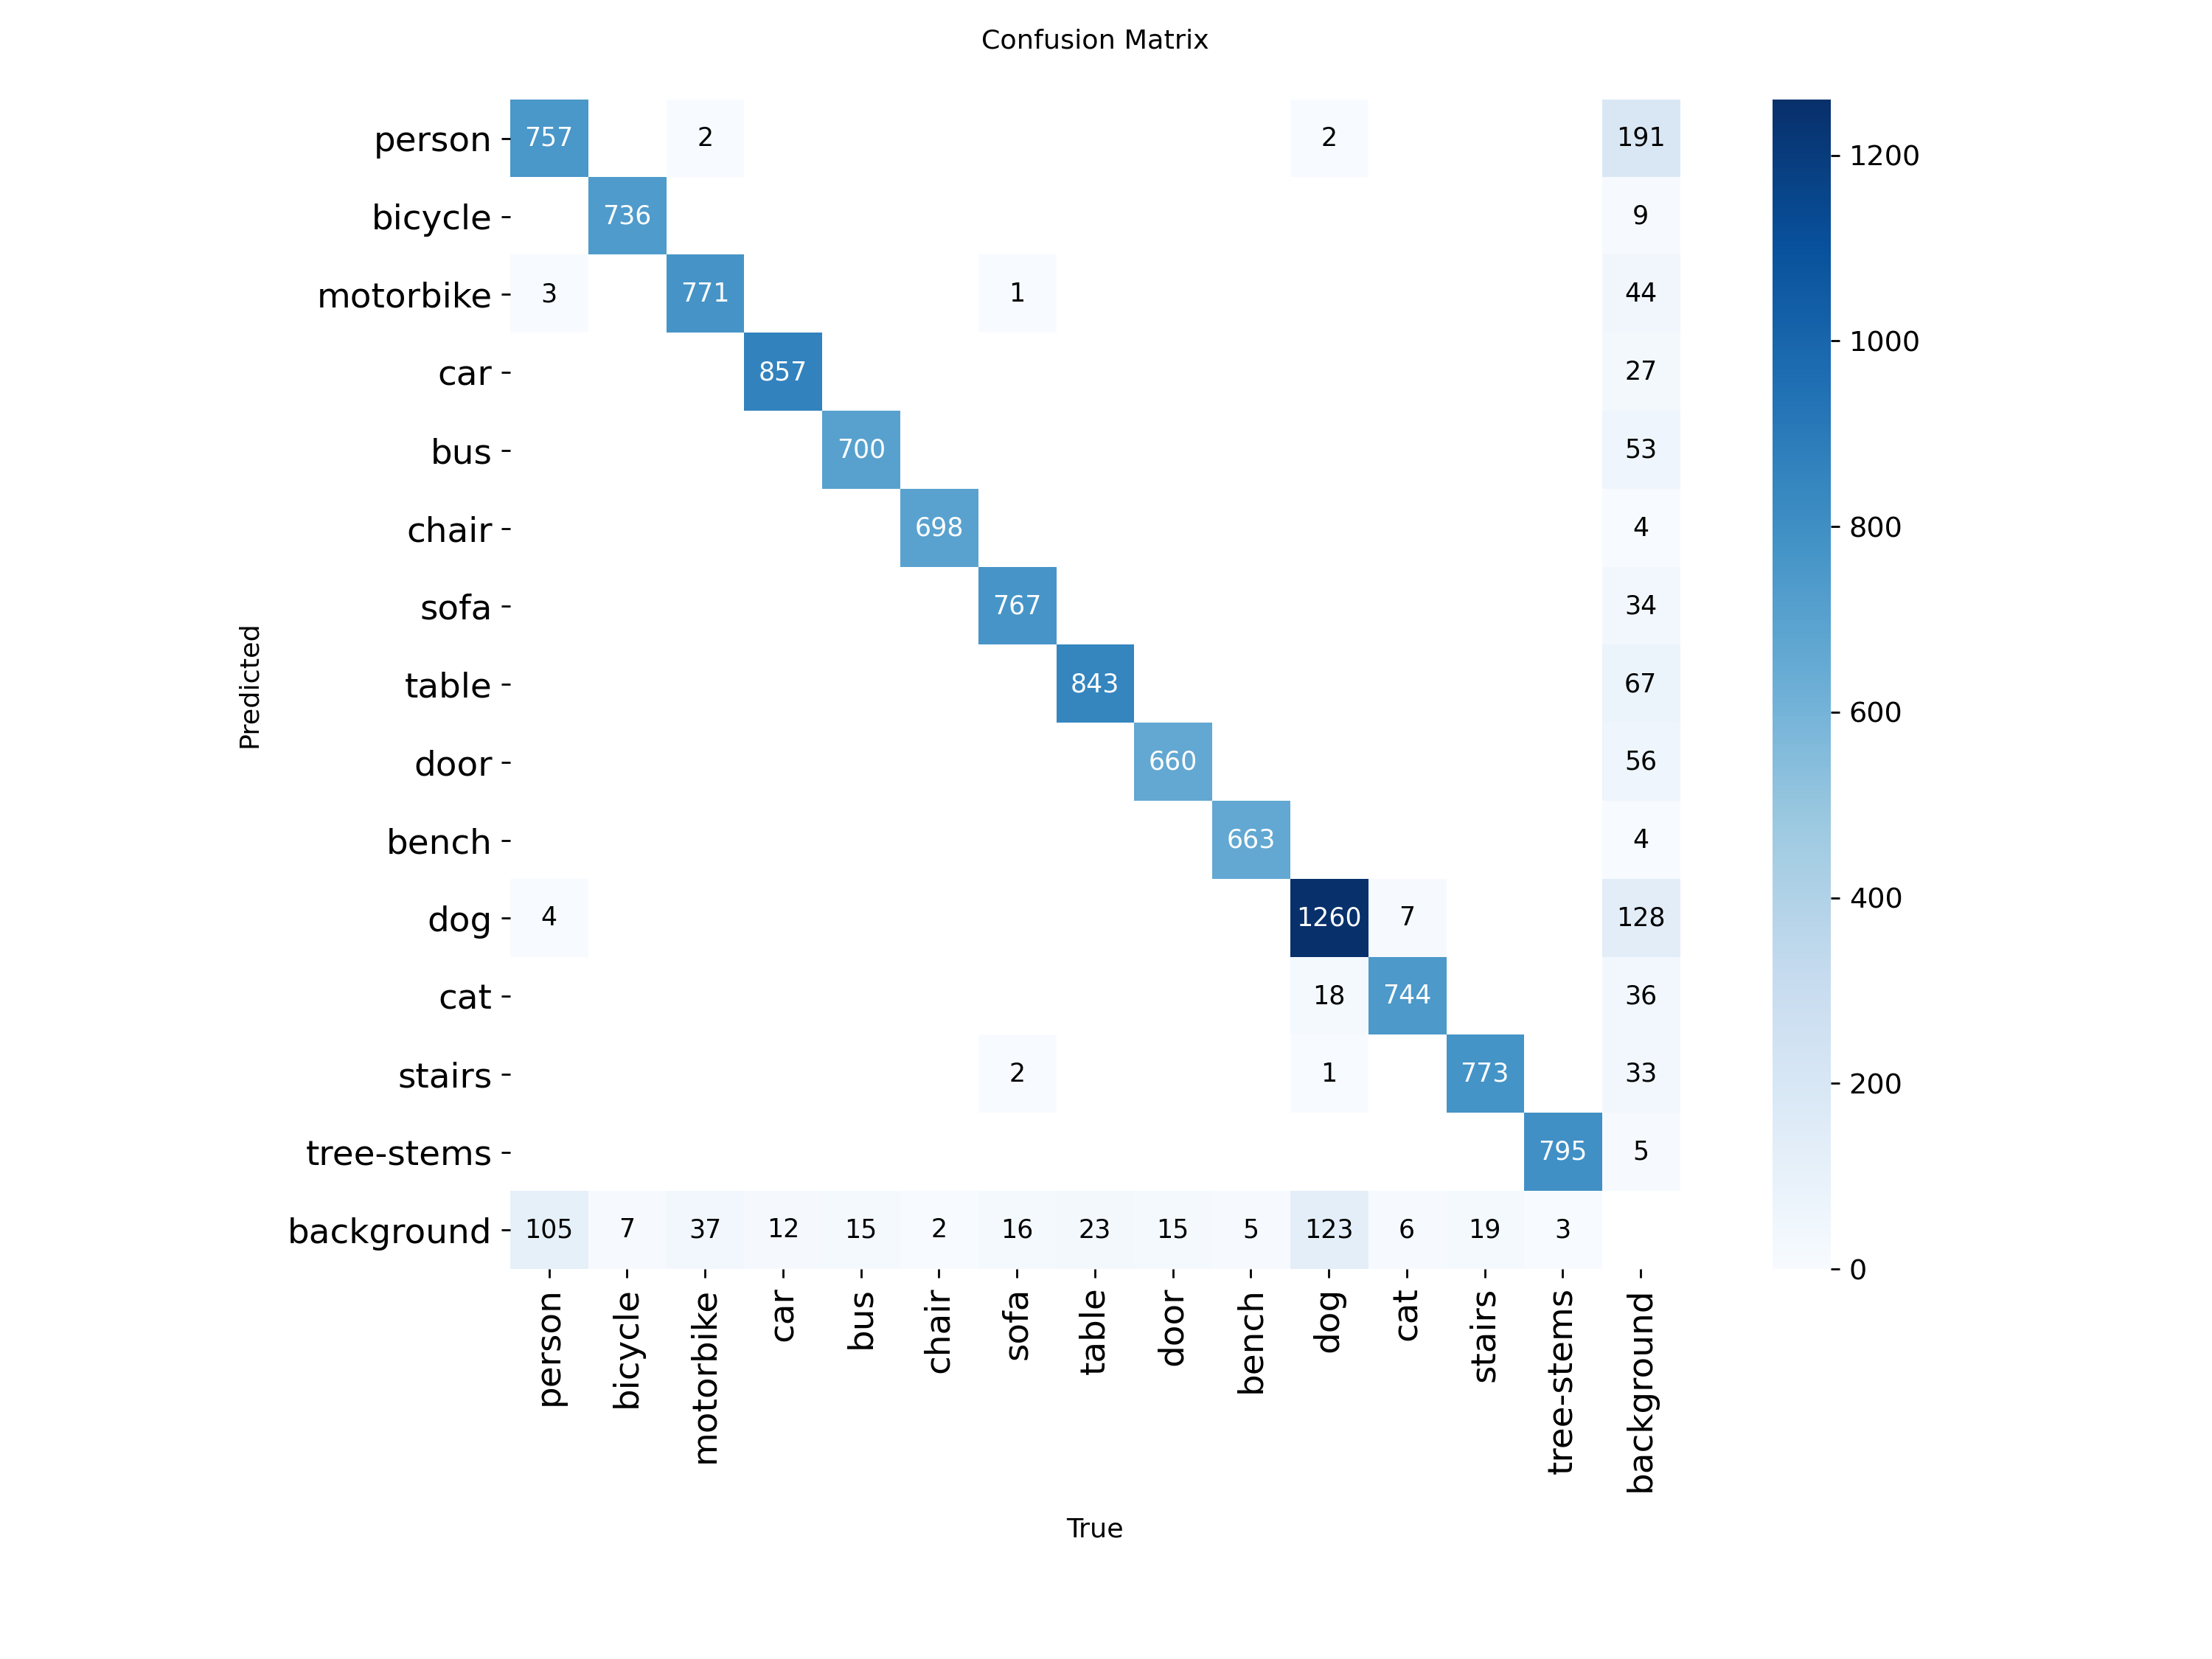 Confusion Matrix
person 757 2 2 191
bicycle 736 9
motorbike 3 771 1 44
car 857 27
bus 700 53
chair 698 4
sofa 767 34
table 843 67
door 660 56
bench 663 4
dog 4 1260 7 128
cat 18 744 36
stairs 2 1 773 33
tree-stems 795 5
background 105 7 37 12 15 2 16 23 15 5 123 6 19 3
person bicycle motorbike car bus chair sofa table door bench dog cat stairs tree-stems background
True
Predicted
1200
1000
800
600
400
200
0